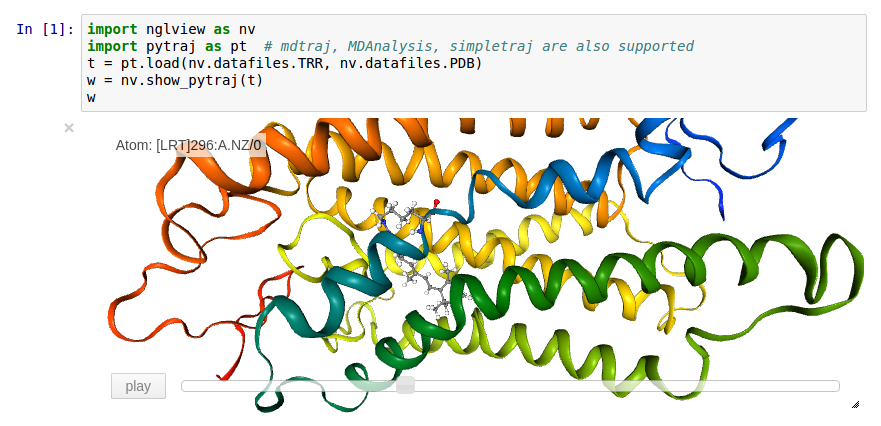 In [1]: import nglview as nv
import pytraj as pt  # mdtraj, MDAnalysis, simpletraj are also supported
t = pt.load(nv.datafiles.TRR, nv.datafiles.PDB)
w = nv.show_pytraj(t)
w
×
Atom: [LRT]296:A.NZ/0
play